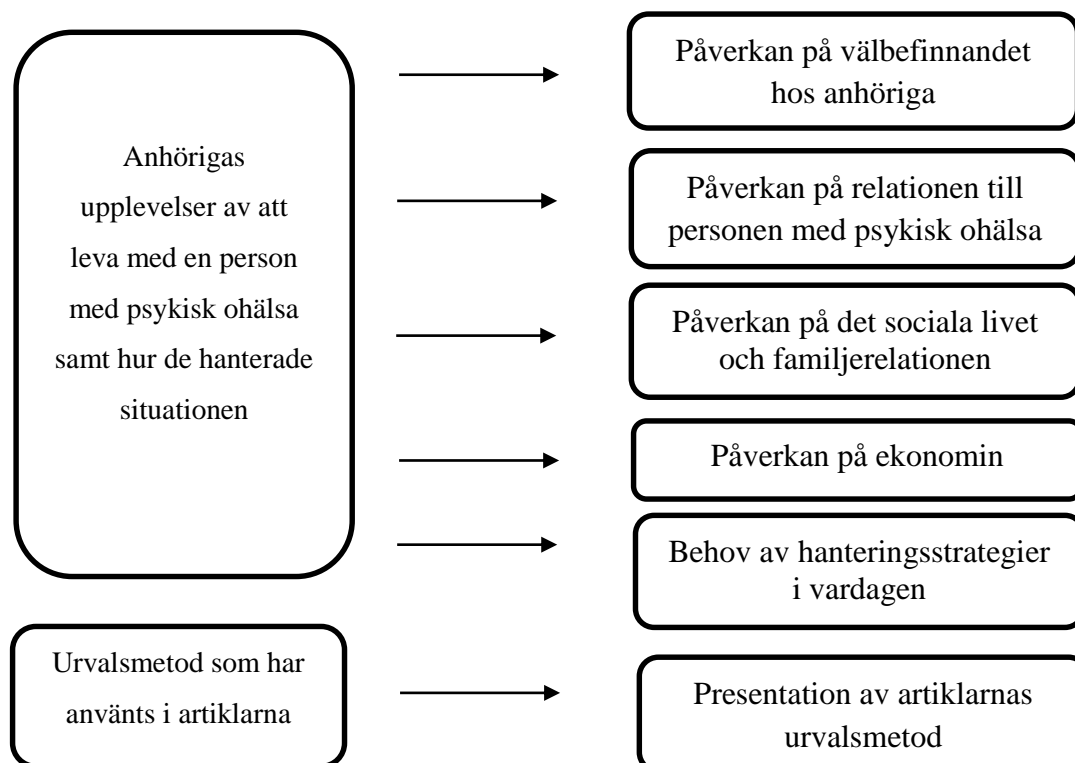 Anhörigas
upplevelser av att
leva med en person
med psykisk ohälsa
samt hur de hanterade
situationen
Påverkan på välbefinnandet
hos anhöriga
Påverkan på relationen till
personen med psykisk ohälsa
Påverkan på det sociala livet
och familjerelationen
Påverkan på ekonomin
Behov av hanteringsstrategier
i vardagen
Urvalsmetod som har
använts i artiklarna
Presentation av artiklarnas
urvalsmetod